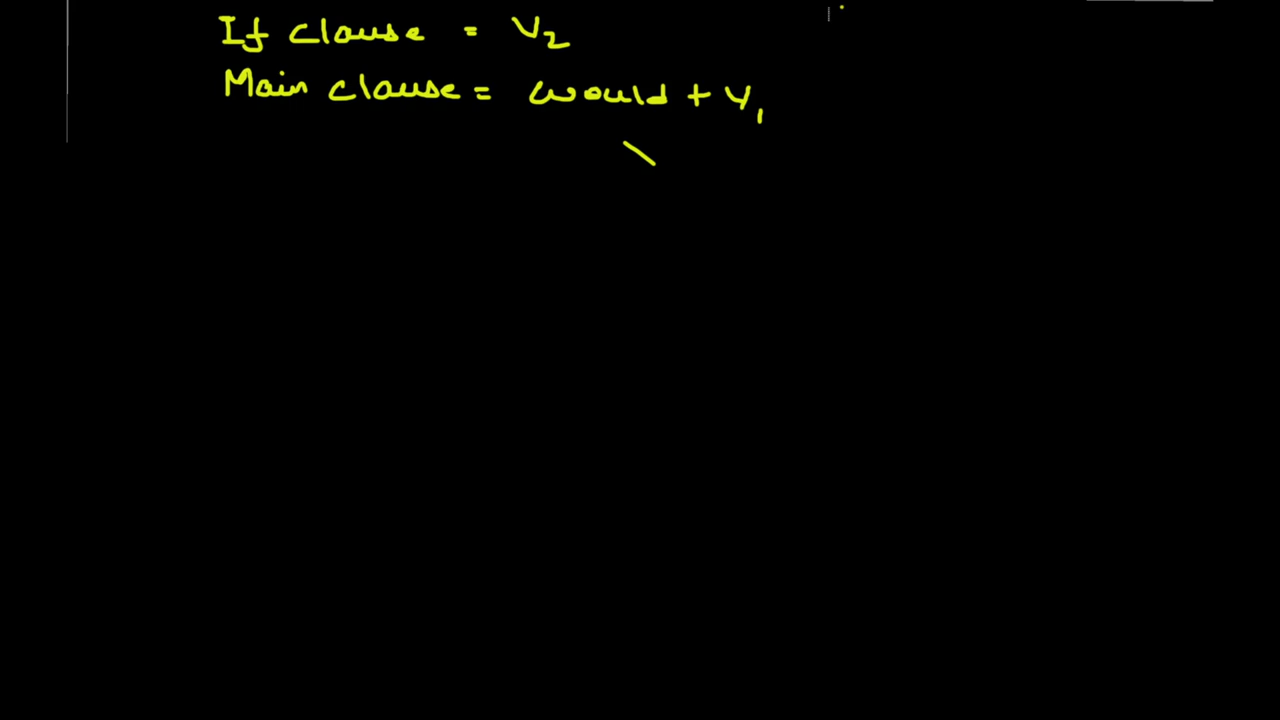 If clause = V₂
Main clause = would + V₁